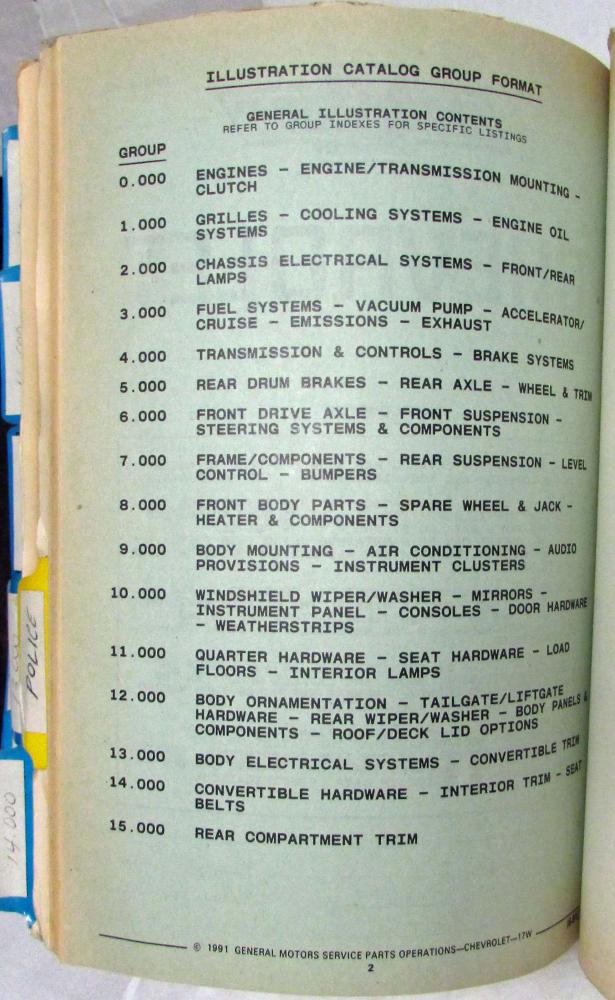 ILLUSTRATION CATALOG GROUP FORMAT
GENERAL ILLUSTRATION CONTENTS
REFER TO GROUP INDEXES FOR SPECIFIC LISTINGS
GROUP
0.000 ENGINES - ENGINE/TRANSMISSION MOUNTING -
CLUTCH
1.000 GRILLES - COOLING SYSTEMS - ENGINE OIL
SYSTEMS
2.000 CHASSIS ELECTRICAL SYSTEMS - FRONT/REAR
LAMPS
3.000 FUEL SYSTEMS - VACUUM PUMP - ACCELERATOR/
CRUISE - EMISSIONS - EXHAUST
4.000 TRANSMISSION & CONTROLS - BRAKE SYSTEMS
5.000 REAR DRUM BRAKES - REAR AXLE - WHEEL & TRIM
6.000 FRONT DRIVE AXLE - FRONT SUSPENSION -
STEERING SYSTEMS & COMPONENTS
7.000 FRAME/COMPONENTS - REAR SUSPENSION - LEVEL
CONTROL - BUMPERS
8.000 FRONT BODY PARTS - SPARE WHEEL & JACK -
HEATER & COMPONENTS
9.000 BODY MOUNTING - AIR CONDITIONING - AUDIO
PROVISIONS - INSTRUMENT CLUSTERS
10.000 WINDSHIELD WIPER/WASHER - MIRRORS -
INSTRUMENT PANEL - CONSOLES - DOOR HARDWARE
- WEATHERSTRIPS
11.000 QUARTER HARDWARE - SEAT HARDWARE - LOAD
FLOORS - INTERIOR LAMPS
12.000 BODY ORNAMENTATION - TAILGATE/LIFTGATE
HARDWARE - REAR WIPER/WASHER - BODY PANELS &
COMPONENTS - ROOF/DECK LID OPTIONS
13.000 BODY ELECTRICAL SYSTEMS - CONVERTIBLE TRIM
14.000 CONVERTIBLE HARDWARE - INTERIOR TRIM - SEAT
BELTS
15.000 REAR COMPARTMENT TRIM
© 1991 GENERAL MOTORS SERVICE PARTS OPERATIONS—CHEVROLET—17W
2
POLICE
14.000